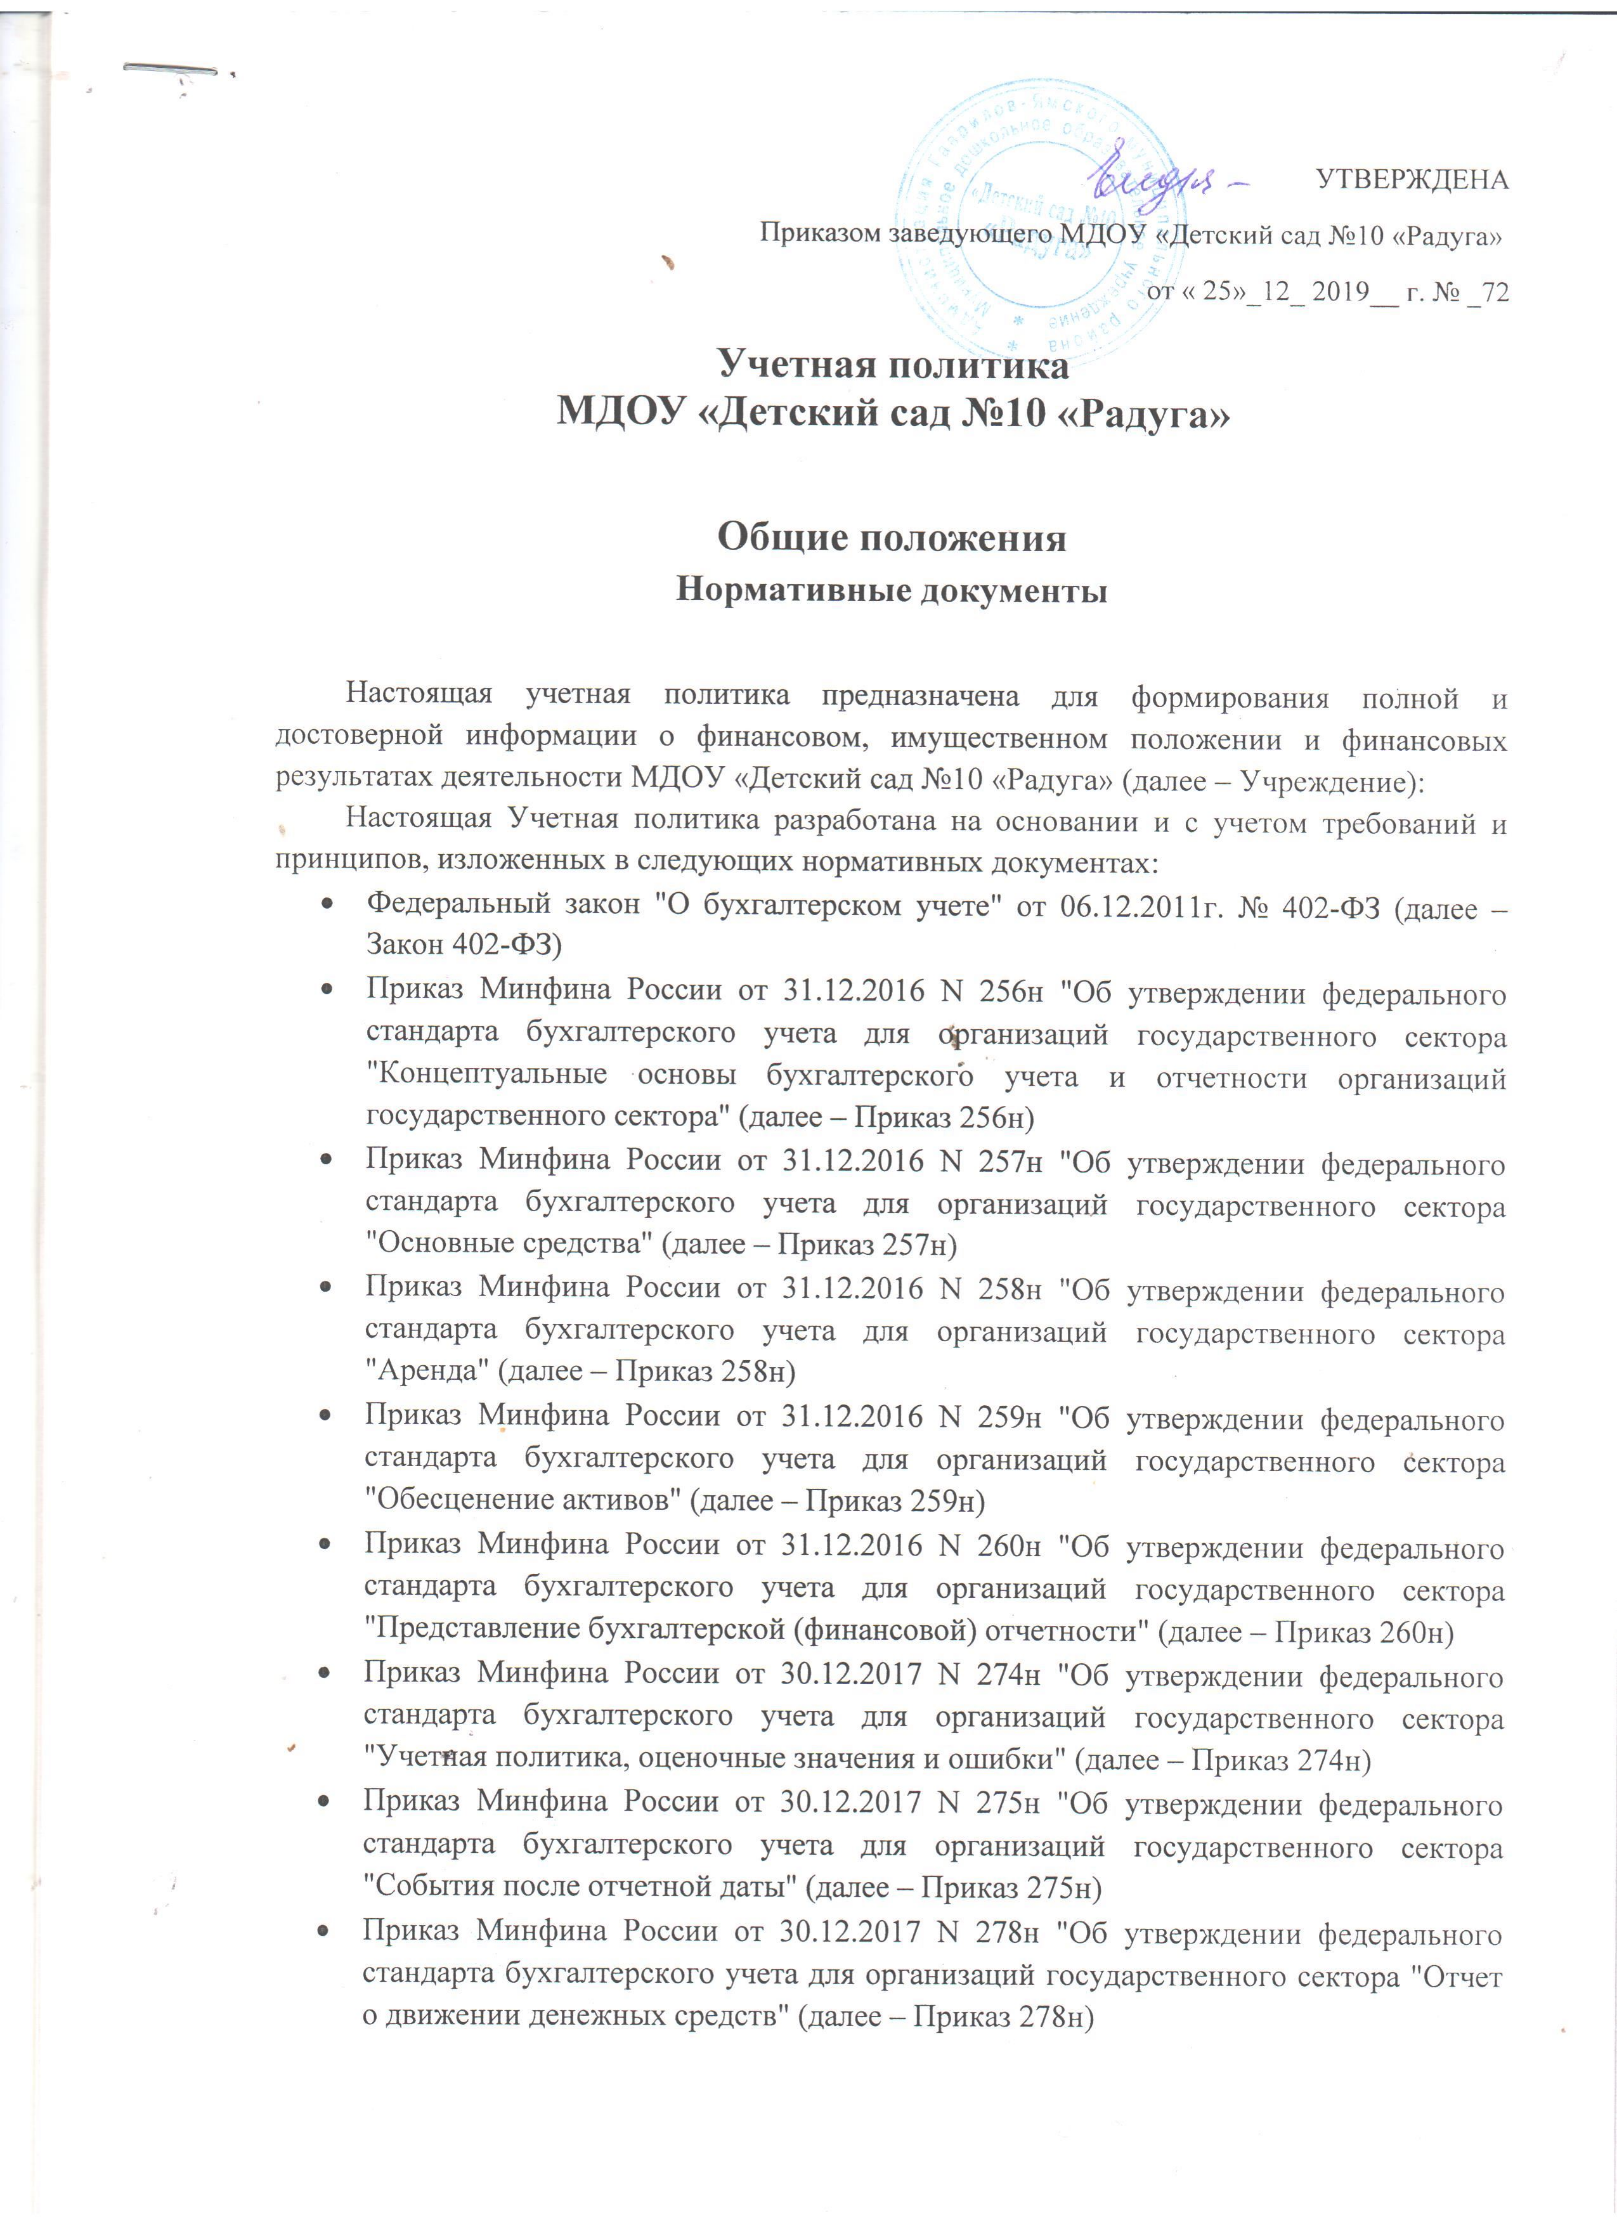 УТВЕРЖДЕНА
Приказом заведующего МДОУ «Детский сад №10 «Радуга»
от « 25»_12_ 2019__ г. № _72
Администрация Гаврилов-Ямского муниципального района
Муниципальное дошкольное образовательное учреждение
«Детский сад №10
«Радуга»
Учетная политика
МДОУ «Детский сад №10 «Радуга»
Общие положения
Нормативные документы
Настоящая учетная политика предназначена для формирования полной и
достоверной информации о финансовом, имущественном положении и финансовых
результатах деятельности МДОУ «Детский сад №10 «Радуга» (далее – Учреждение):
Настоящая Учетная политика разработана на основании и с учетом требований и
принципов, изложенных в следующих нормативных документах:
• Федеральный закон "О бухгалтерском учете" от 06.12.2011г. № 402-ФЗ (далее –
Закон 402-ФЗ)
• Приказ Минфина России от 31.12.2016 N 256н "Об утверждении федерального
стандарта бухгалтерского учета для организаций государственного сектора
"Концептуальные основы бухгалтерского учета и отчетности организаций
государственного сектора" (далее – Приказ 256н)
• Приказ Минфина России от 31.12.2016 N 257н "Об утверждении федерального
стандарта бухгалтерского учета для организаций государственного сектора
"Основные средства" (далее – Приказ 257н)
• Приказ Минфина России от 31.12.2016 N 258н "Об утверждении федерального
стандарта бухгалтерского учета для организаций государственного сектора
"Аренда" (далее – Приказ 258н)
• Приказ Минфина России от 31.12.2016 N 259н "Об утверждении федерального
стандарта бухгалтерского учета для организаций государственного сектора
"Обесценение активов" (далее – Приказ 259н)
• Приказ Минфина России от 31.12.2016 N 260н "Об утверждении федерального
стандарта бухгалтерского учета для организаций государственного сектора
"Представление бухгалтерской (финансовой) отчетности" (далее – Приказ 260н)
• Приказ Минфина России от 30.12.2017 N 274н "Об утверждении федерального
стандарта бухгалтерского учета для организаций государственного сектора
"Учетная политика, оценочные значения и ошибки" (далее – Приказ 274н)
• Приказ Минфина России от 30.12.2017 N 275н "Об утверждении федерального
стандарта бухгалтерского учета для организаций государственного сектора
"События после отчетной даты" (далее – Приказ 275н)
• Приказ Минфина России от 30.12.2017 N 278н "Об утверждении федерального
стандарта бухгалтерского учета для организаций государственного сектора "Отчет
о движении денежных средств" (далее – Приказ 278н)